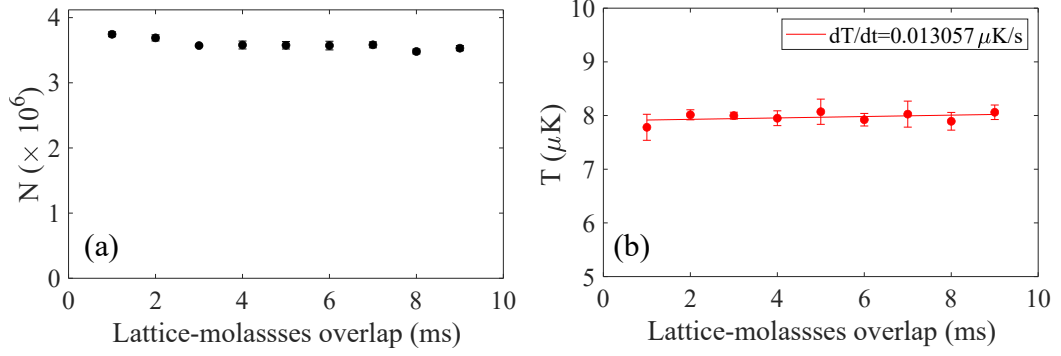 5
4
3
2
1
0
N (× 10⁶)
(a)
0 2 4 6 8 10
Lattice-molassses overlap (ms)
10
9
8
7
6
5
T (μK)
dT/dt=0.013057 μK/s
(b)
0 2 4 6 8 10
Lattice-molassses overlap (ms)